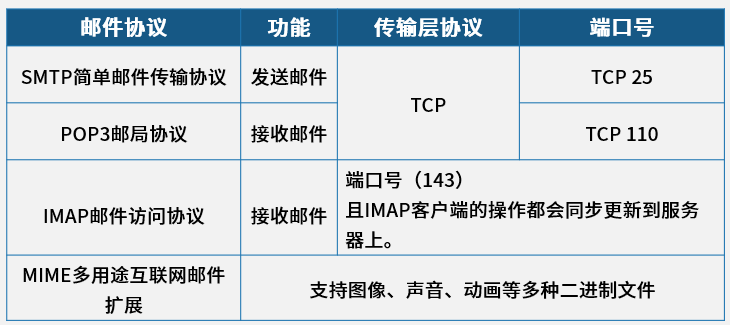 邮件协议 功能 传输层协议 端口号
SMTP简单邮件传输协议 发送邮件 TCP 25
TCP
POP3邮局协议 接收邮件 TCP 110
端口号（143）
IMAP邮件访问协议 接收邮件 且IMAP客户端的操作都会同步更新到服务
器上。
MIME多用途互联网邮件
扩展
支持图像、声音、动画等多种二进制文件